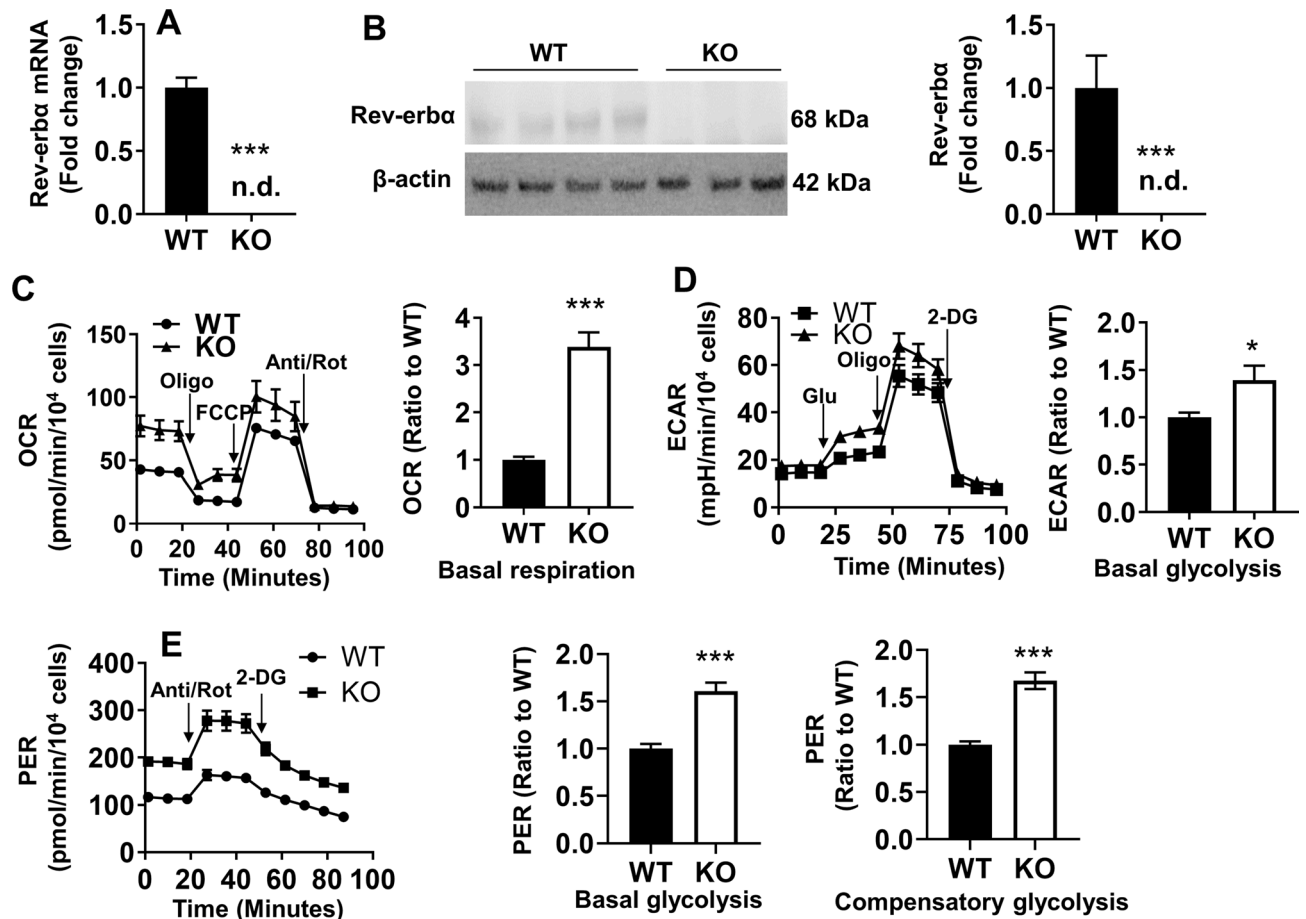 A
Rev-erbα mRNA
(Fold change)
1.5
1.0
0.5
0.0
***
n.d.
WT KO
B
WT KO
Rev-erbα 68 kDa
β-actin 42 kDa
Rev-erbα
(Fold change)
1.5
1.0
0.5
0.0
***
n.d.
WT KO
C
OCR
(pmol/min/10⁴ cells)
150
100
50
0
WT
KO
Oligo
FCCP
Anti/Rot
0 20 40 60 80 100
Time (Minutes)
OCR (Ratio to WT)
4
3
2
1
0
***
WT KO
Basal respiration
D
ECAR
(mpH/min/10⁴ cells)
80
60
40
20
0
WT
KO
Glu
Oligo
2-DG
0 25 50 75 100
Time (Minutes)
ECAR (Ratio to WT)
2.0
1.5
1.0
0.5
0.0
*
WT KO
Basal glycolysis
E
PER
(pmol/min/10⁴ cells)
400
300
200
100
0
WT
KO
Anti/Rot
2-DG
0 20 40 60 80 100
Time (Minutes)
PER (Ratio to WT)
2.0
1.5
1.0
0.5
0.0
***
WT KO
Basal glycolysis
PER
(Ratio to WT)
2.0
1.5
1.0
0.5
0.0
***
WT KO
Compensatory glycolysis